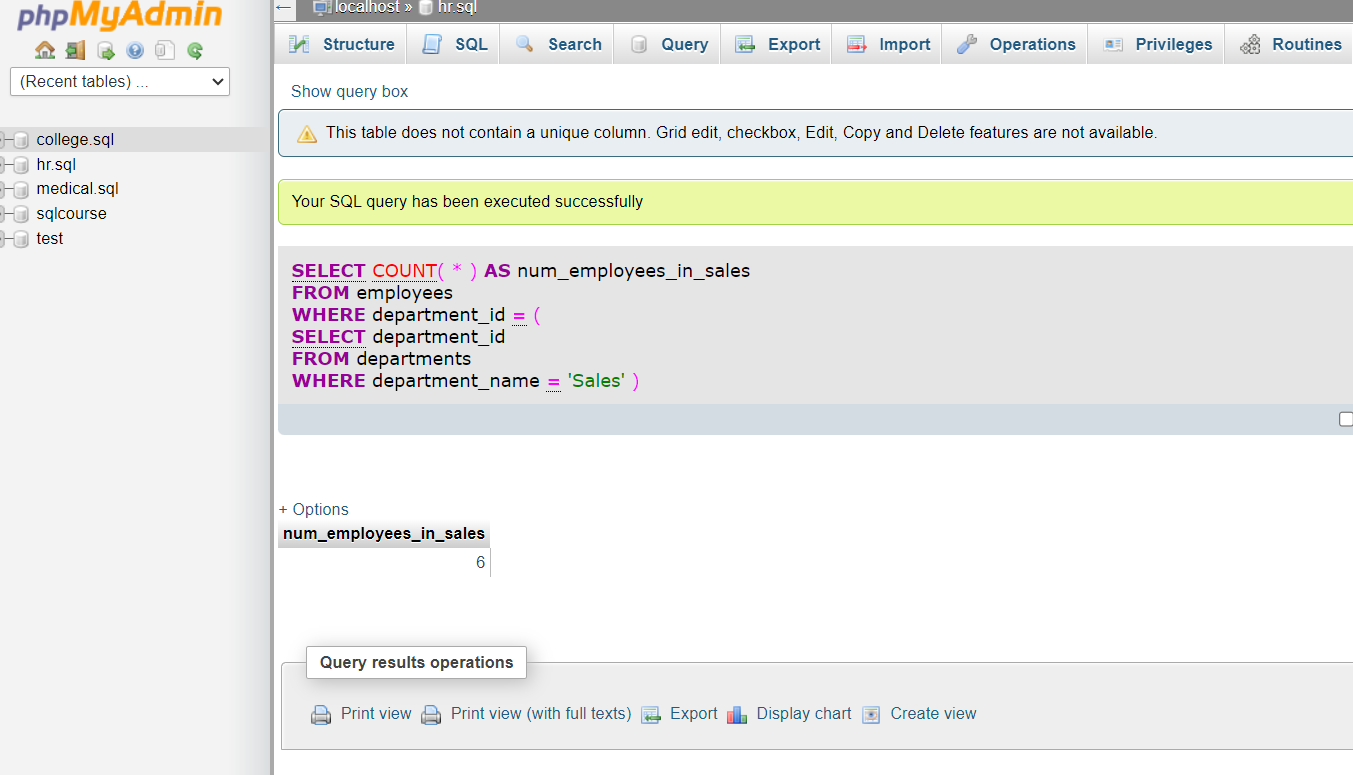 phpMyAdmin
(Recent tables) ...
college.sql
hr.sql
medical.sql
sqlcourse
test
localhost » hr.sql
Structure SQL Search Query Export Import Operations Privileges Routines
Show query box
This table does not contain a unique column. Grid edit, checkbox, Edit, Copy and Delete features are not available.
Your SQL query has been executed successfully
SELECT COUNT( * ) AS num_employees_in_sales
FROM employees
WHERE department_id = (
SELECT department_id
FROM departments
WHERE department_name = 'Sales' )
+ Options
num_employees_in_sales
6
Query results operations
Print view Print view (with full texts) Export Display chart Create view